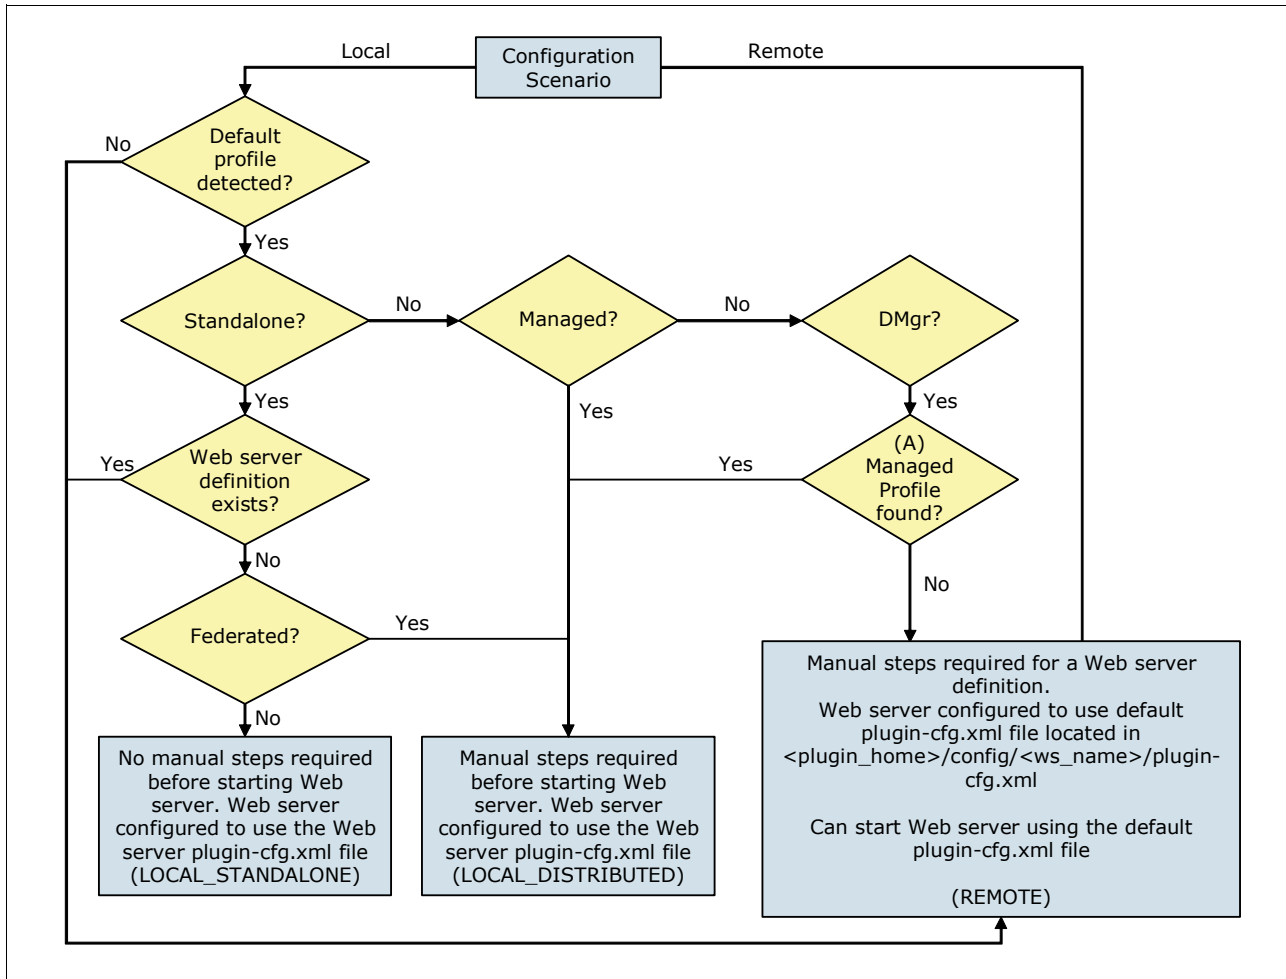 Local
Configuration
Scenario
Remote
No
Default
profile
detected?
Yes
Standalone?
No
Managed?
No
DMgr?
Yes
Yes
Yes
Yes
Web server
definition
exists?
Yes
(A)
Managed
Profile
found?
No
No
Federated?
Yes
No
Manual steps required for a Web server
definition.
Web server configured to use default
plugin-cfg.xml file located in
<plugin_home>/config/<ws_name>/plugin-
cfg.xml
Can start Web server using the default
plugin-cfg.xml file
(REMOTE)
No manual steps required
before starting Web
server. Web server
configured to use the Web
server plugin-cfg.xml file
(LOCAL_STANDALONE)
Manual steps required
before starting Web
server. Web server
configured to use the Web
server plugin-cfg.xml file
(LOCAL_DISTRIBUTED)